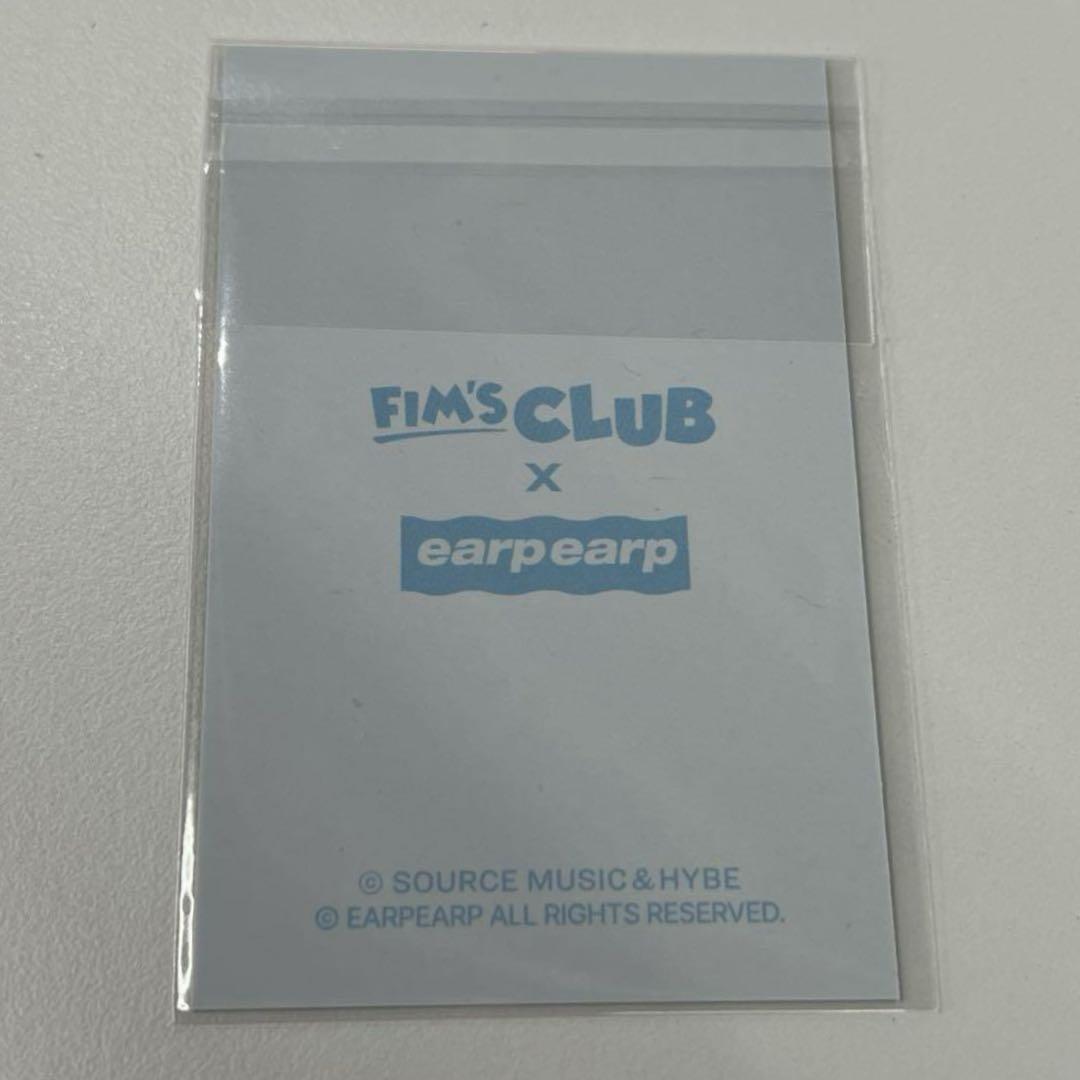 FIM'S CLUB
X
earpearp
© SOURCE MUSIC & HYBE
© EARPEARP ALL RIGHTS RESERVED.